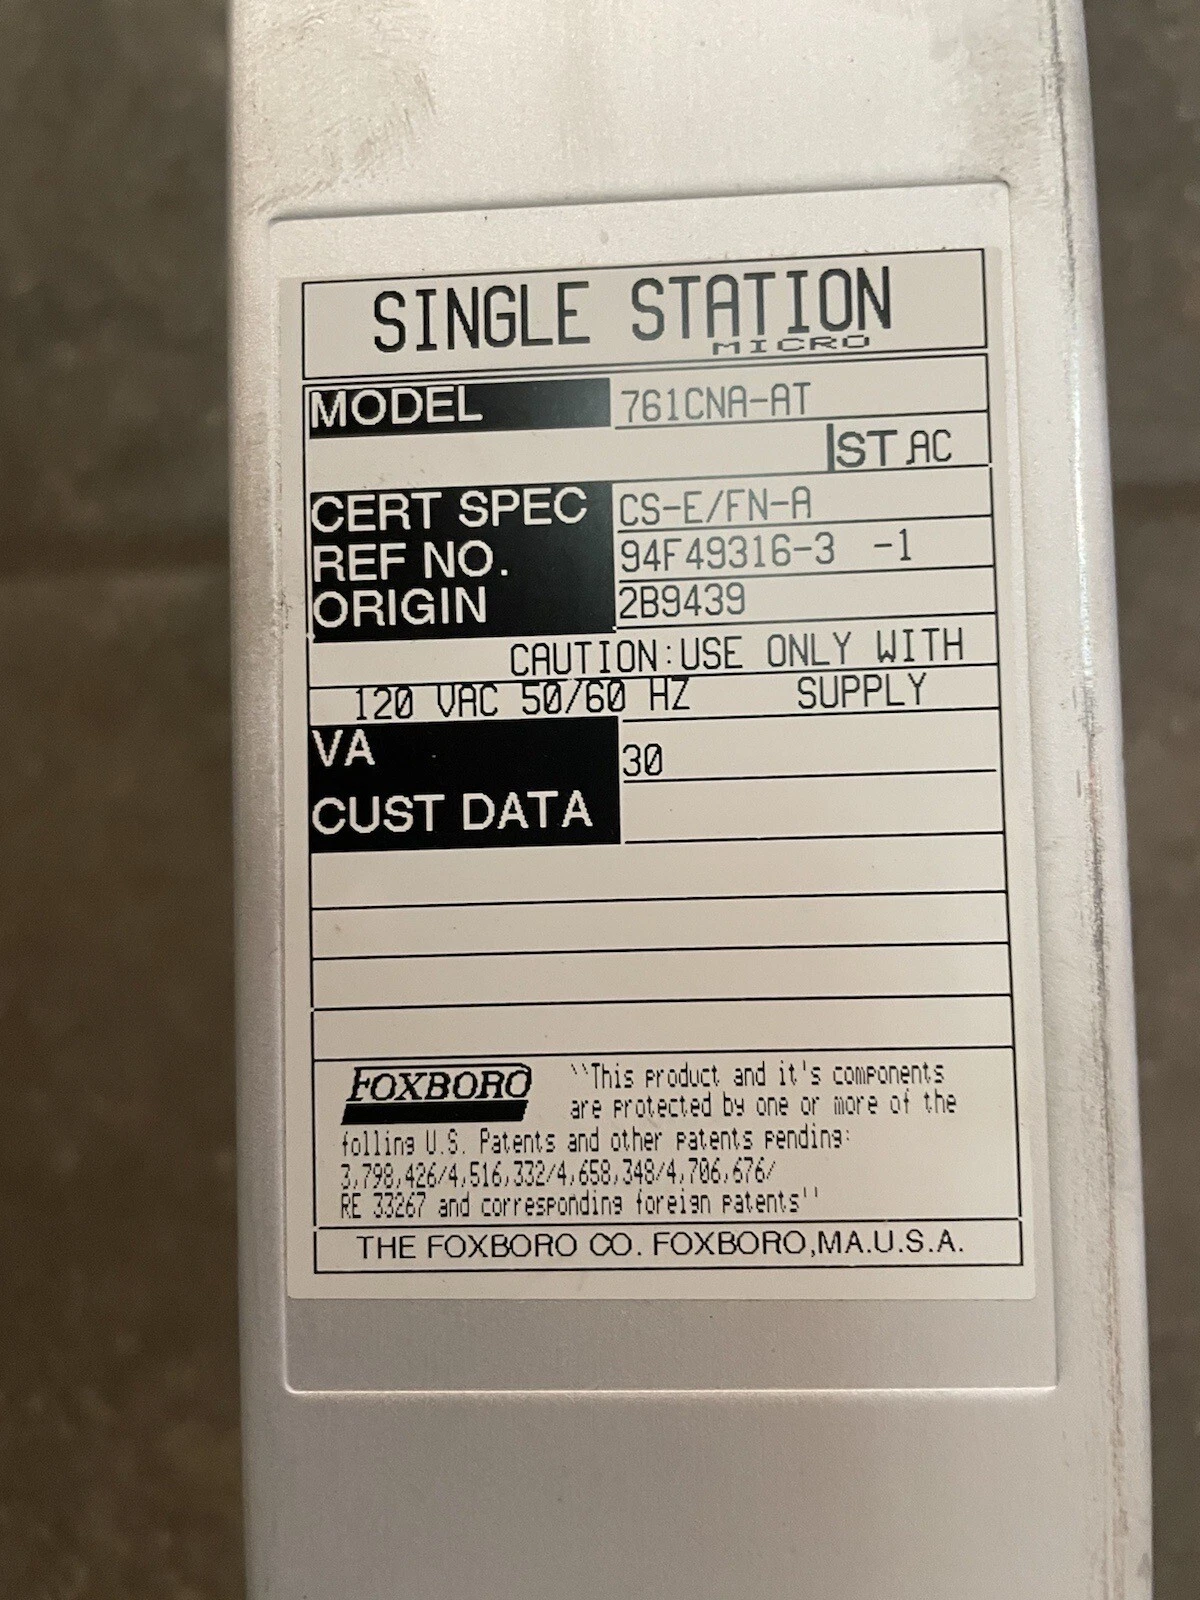 SINGLE STATION
MICRO
MODEL 761CNA-AT
ST AC
CERT SPEC CS-E/FN-A
REF NO. 94F49316-3 -1
ORIGIN 2B9439
CAUTION:USE ONLY WITH
120 VAC 50/60 HZ SUPPLY
VA 30
CUST DATA
FOXBORO ``This product and it's components
are protected by one or more of the
folling U.S. Patents and other patents pending:
3,798,426/4,516,332/4,658,348/4,706,676/
RE 33267 and corresponding foreign patents''
THE FOXBORO CO. FOXBORO,MA.U.S.A.